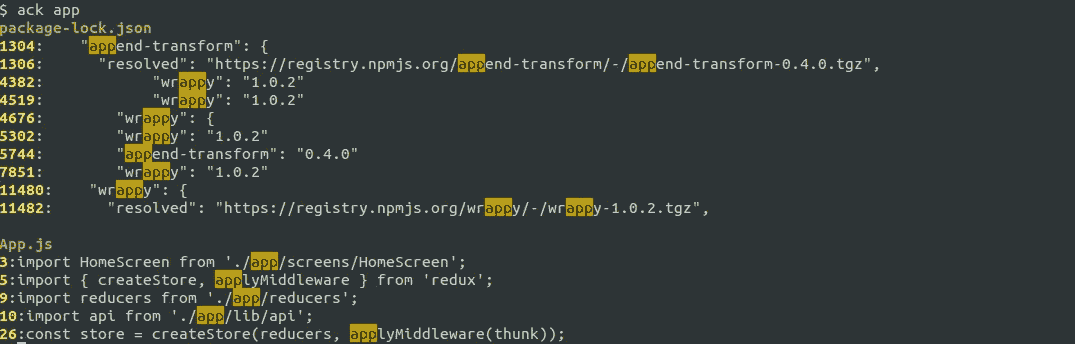 $ ack app
package-lock.json
1304:    "append-transform": {
1306:      "resolved": "https://registry.npmjs.org/append-transform/-/append-transform-0.4.0.tgz",
4382:            "wrappy": "1.0.2"
4519:            "wrappy": "1.0.2"
4676:        "wrappy": {
5302:        "wrappy": "1.0.2"
5744:        "append-transform": "0.4.0"
7851:        "wrappy": "1.0.2"
11480:    "wrappy": {
11482:      "resolved": "https://registry.npmjs.org/wrappy/-/wrappy-1.0.2.tgz",

App.js
3:import HomeScreen from './app/screens/HomeScreen';
5:import { createStore, applyMiddleware } from 'redux';
9:import reducers from './app/reducers';
10:import api from './app/lib/api';
26:const store = createStore(reducers, applyMiddleware(thunk));